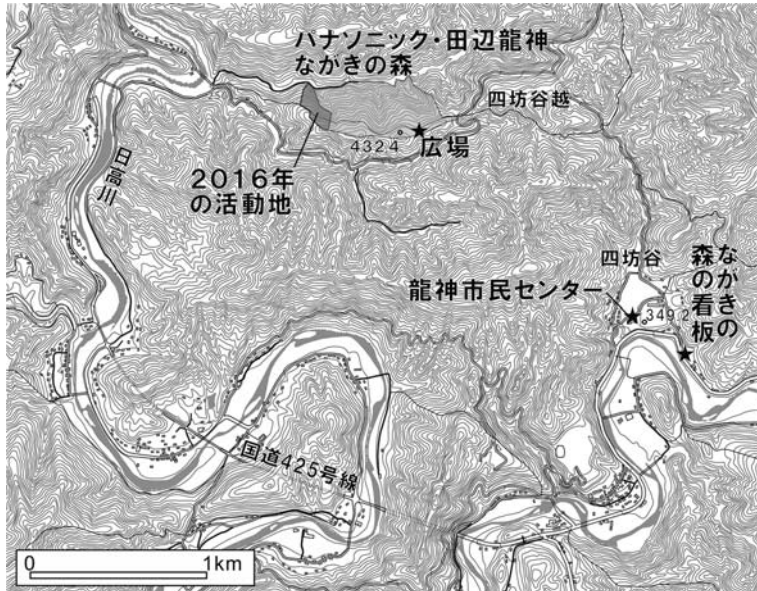 ハナソニック・田辺龍神
ながきの森
四坊谷越
4324
広場
2016年
の活動地
日高川
四坊谷
ながきの
森の看板
龍神市民センター
349.2
国道425号線
0
1km